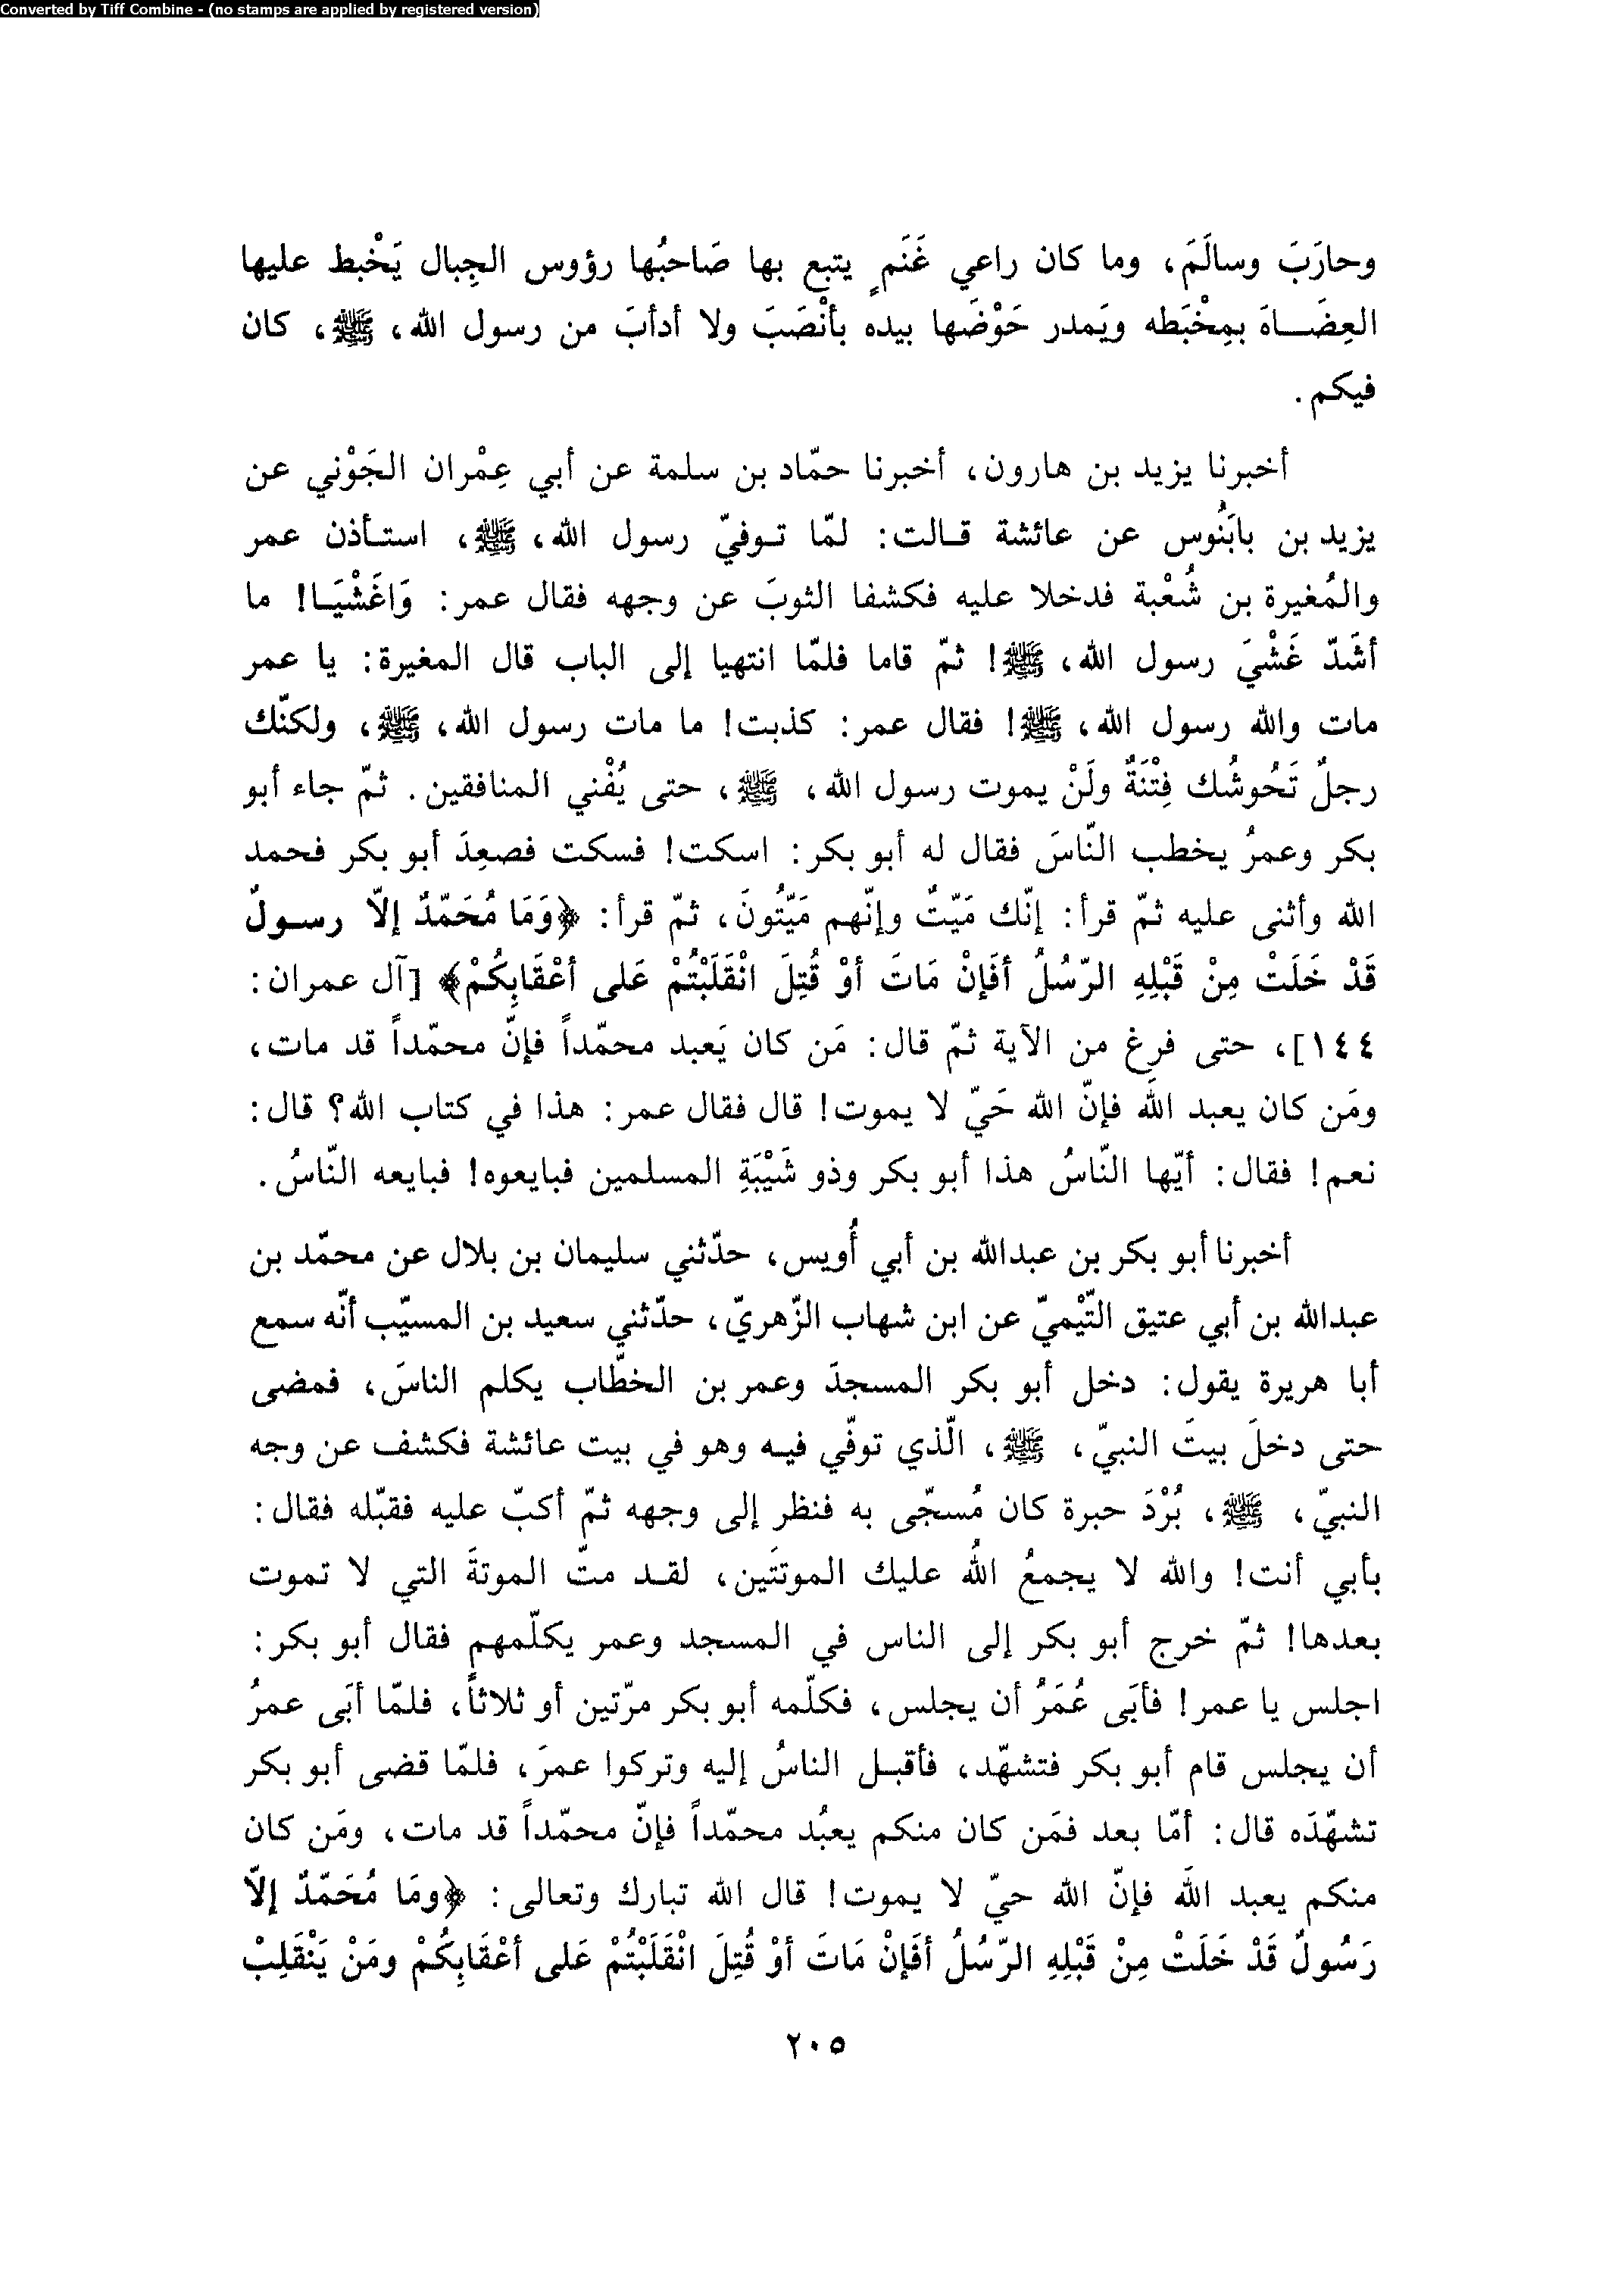 Converted by Tiff Combine - (no stamps are applied by registered version)
وحارَبَ وسالَمَ، وما كان راعي غَنَمٍ يتبع بها صَاحبُها رؤوس الجِبال يَخْبط عليها
العِضَـاهَ بمِخْبَطه ويَمدر حَوْضَها بيده بأنْصَبَ ولا أدأبَ من رسول الله، ﷺ، كان
فيكم.
أخبرنا يزيد بن هارون، أخبرنا حمّاد بن سلمة عن أبي عِمْران الجَوْني عن
يزيد بن بابَنُوس عن عائشة قـالت: لمّا تـوفيّ رسول الله، ﷺ، استـأذن عمر
والمُغيرة بن شُعْبة فدخلا عليه فكشفا الثوبَ عن وجهه فقال عمر: وَاغَشْيَـا! ما
أشَدّ غَشْيَ رسول الله، ﷺ! ثمّ قاما فلمّا انتهيا إلى الباب قال المغيرة: يا عمر
مات والله رسول الله، ﷺ! فقال عمر: كذبت! ما مات رسول الله، ﷺ، ولكنّك
رجلٌ تَحُوشُك فِتْنَةٌ ولَنْ يموت رسول الله، ﷺ، حتى يُفْني المنافقين. ثمّ جاء أبو
بكر وعمرُ يخطب النّاسَ فقال له أبو بكر: اسكت! فسكت فصعِدَ أبو بكر فحمد
الله وأثنى عليه ثمّ قرأ: إنّك مَيّتٌ وإنّهم مَيّتُونَ، ثمّ قرأ: ﴿وَمَا مُحَمّدٌ إلاّ رسـولٌ
قَدْ خَلَتْ مِنْ قَبْلِهِ الرّسُلُ أفَإنْ مَاتَ أوْ قُتِلَ انْقَلَبْتُمْ عَلى أعْقَابِكُمْ﴾ [آل عمران:
١٤٤]، حتى فرغ من الآية ثمّ قال: مَن كان يَعبد محمّداً فإنّ محمّداً قد مات،
ومَن كان يعبد اللهَ فإنّ الله حَيّ لا يموت! قال فقال عمر: هذا في كتاب الله؟ قال:
نعم! فقال: أيّها النّاسُ هذا أبو بكر وذو شَيْبَةِ المسلمين فبايعوه! فبايعه النّاسُ.
أخبرنا أبو بكر بن عبدالله بن أبي أُويس، حدّثني سليمان بن بلال عن محمّد بن
عبدالله بن أبي عتيق التّيْميّ عن ابن شهاب الزّهريّ، حدّثني سعيد بن المسيّب أنّه سمع
أبا هريرة يقول: دخل أبو بكر المسجدَ وعمر بن الخطّاب يكلم الناسَ، فمضى
حتى دخلَ بيتَ النبيّ، ﷺ، الّذي توفّي فيـه وهو في بيت عائشة فكشف عن وجه
النبيّ، ﷺ، بُرْدَ حبرة كان مُسجّى به فنظر إلى وجهه ثمّ أكبّ عليه فقبّله فقال:
بأبي أنت! والله لا يجمعُ اللهُ عليك الموتتَين، لقـد متّ الموتةَ التي لا تموت
بعدها! ثمّ خرج أبو بكر إلى الناس في المسجد وعمر يكلّمهم فقال أبو بكر:
اجلس يا عمر! فأبَى عُمَرُ أن يجلس، فكلّمه أبو بكر مرّتين أو ثلاثاً، فلمّا أبَى عمرُ
أن يجلس قام أبو بكر فتشهّد، فأقبـل الناسُ إليه وتركوا عمرَ، فلمّا قضى أبو بكر
تشهّدَه قال: أمّا بعد فمَن كان منكم يعبُد محمّداً فإنّ محمّداً قد مات، ومَن كان
منكم يعبد اللهَ فإنّ الله حيّ لا يموت! قال الله تبارك وتعالى: ﴿ومَا مُحَمّدٌ إلاّ
رَسُولٌ قَدْ خَلَتْ مِنْ قَبْلِهِ الرّسُلُ أفَإنْ مَاتَ أوْ قُتِلَ انْقَلَبْتُمْ عَلى أعْقَابِكُمْ ومَنْ يَنْقَلِبْ
٢٠٥